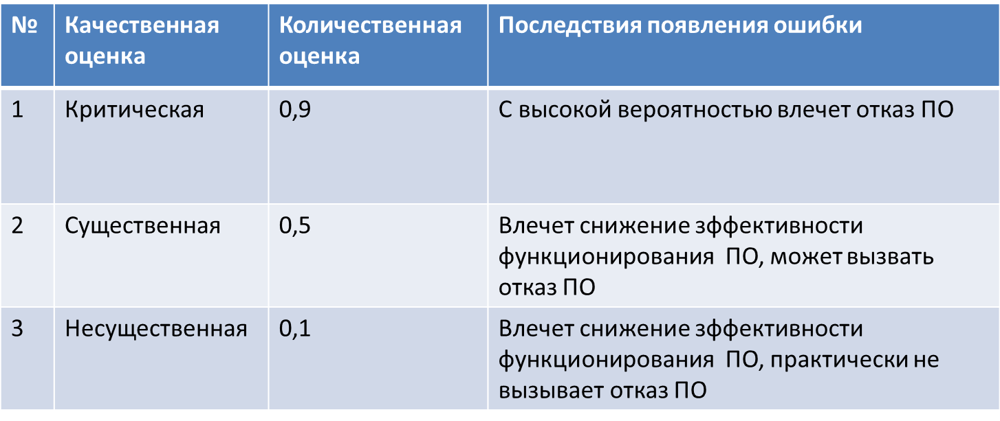 № Качественная Количественная Последствия появления ошибки
оценка оценка
1 Критическая 0,9 С высокой вероятностью влечет отказ ПО
2 Существенная 0,5 Влечет снижение зффективности
функционирования ПО, может вызвать
отказ ПО
3 Несущественная 0,1 Влечет снижение зффективности
функционирования ПО, практически не
вызывает отказ ПО